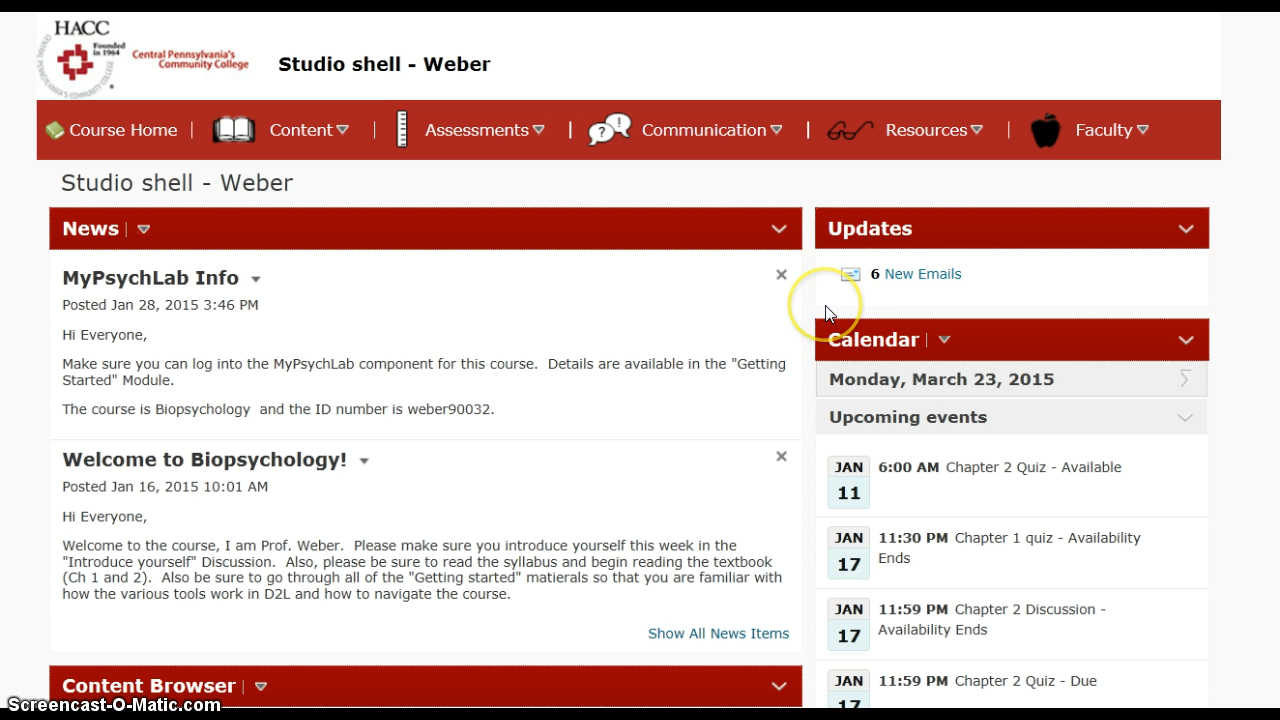 HACC
Founded in 1964
Central Pennsylvania's
Community College
Studio shell - Weber
Course Home
Content
Assessments
Communication
Resources
Faculty
Studio shell - Weber
News
MyPsychLab Info
Posted Jan 28, 2015 3:46 PM
Hi Everyone,
Make sure you can log into the MyPsychLab component for this course.  Details are available in the "Getting
Started" Module.
The course is Biopsychology  and the ID number is weber90032.
Welcome to Biopsychology!
Posted Jan 16, 2015 10:01 AM
Hi Everyone,
Welcome to the course, I am Prof. Weber.  Please make sure you introduce yourself this week in the
"Introduce yourself" Discussion.  Also, please be sure to read the syllabus and begin reading the textbook
(Ch 1 and 2).  Also be sure to go through all of the "Getting started" matierals so that you are familiar with
how the various tools work in D2L and how to navigate the course.
Show All News Items
Content Browser
Updates
6 New Emails
Calendar
Monday, March 23, 2015
Upcoming events
JAN
11
6:00 AM Chapter 2 Quiz - Available
JAN
17
11:30 PM Chapter 1 quiz - Availability
Ends
JAN
17
11:59 PM Chapter 2 Discussion -
Availability Ends
JAN
17
11:59 PM Chapter 2 Quiz - Due
Screencast-O-Matic.com